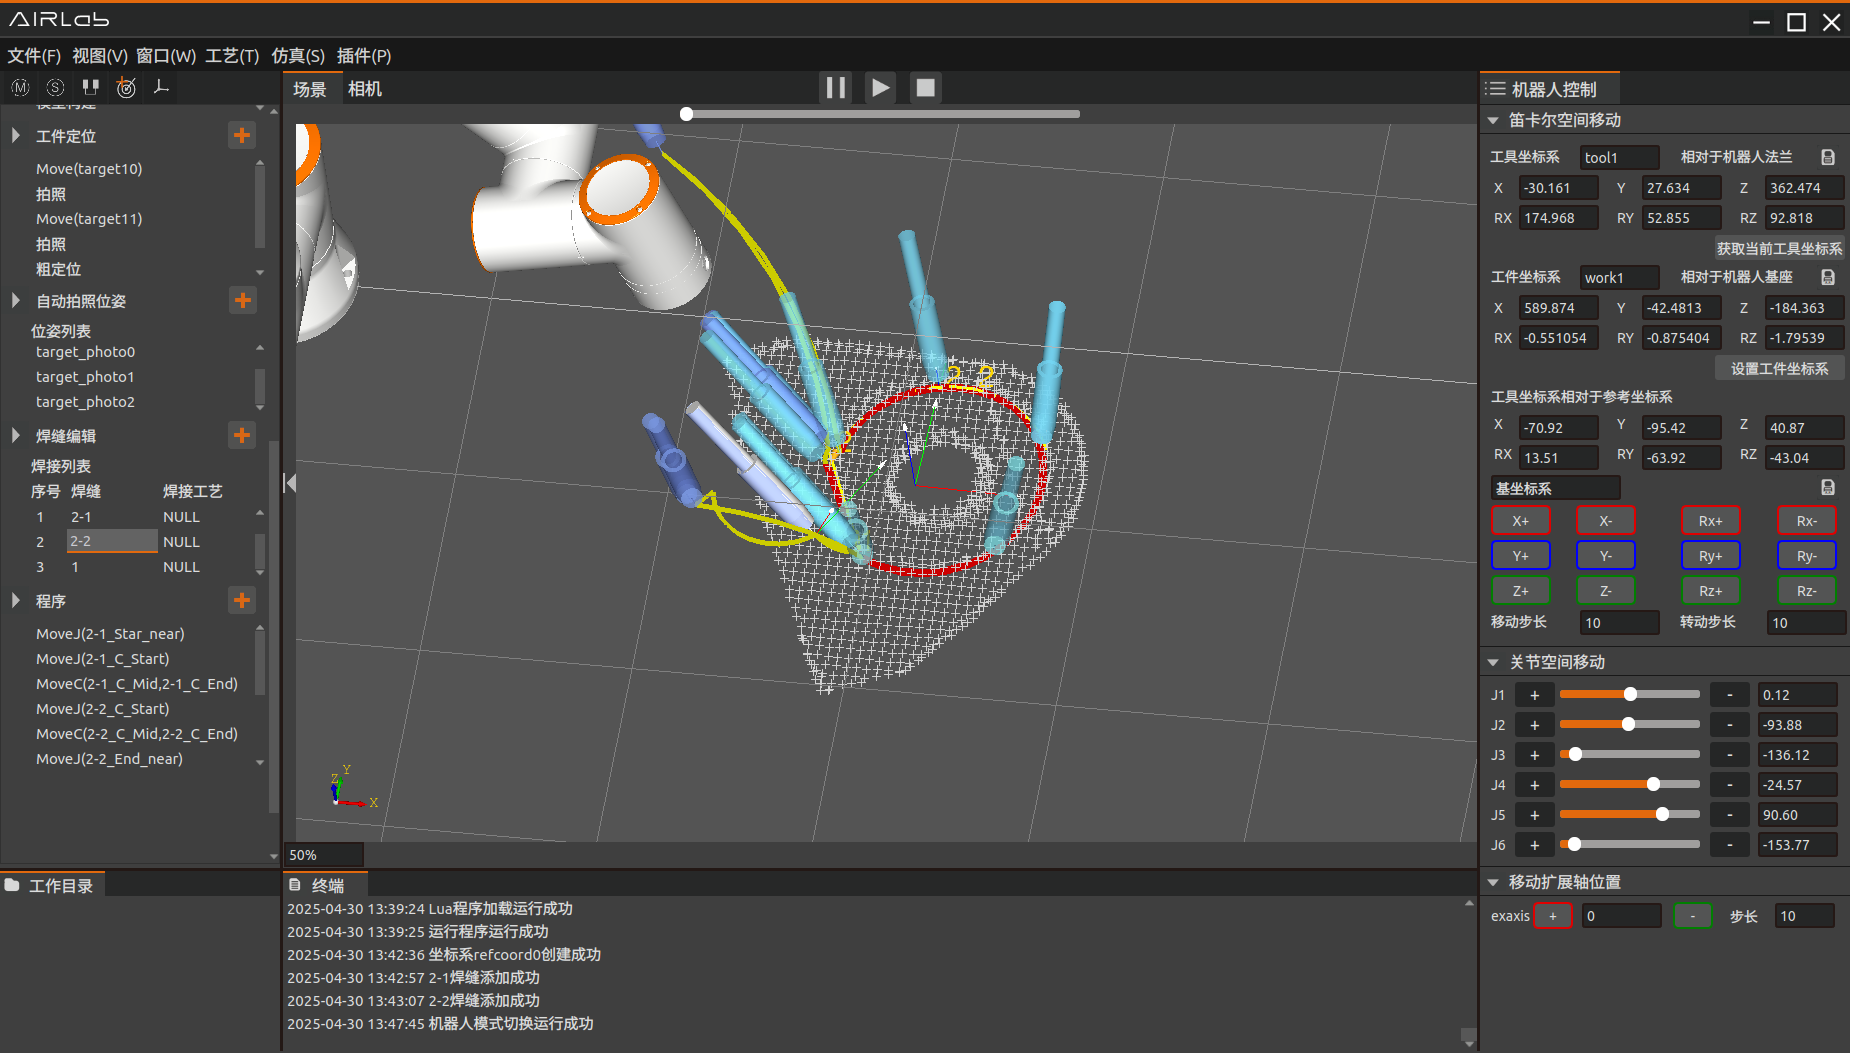 AIRLab
文件(F) 视图(V) 窗口(W) 工艺(T) 仿真(S) 插件(P)
M S
工件定位 +
Move(target10)
拍照
Move(target11)
拍照
粗定位
自动拍照位姿 +
位姿列表
target_photo0
target_photo1
target_photo2
焊缝编辑 +
焊接列表
序号 焊缝 焊接工艺
1 2-1 NULL
2 2-2 NULL
3 1 NULL
程序 +
MoveJ(2-1_Star_near)
MoveJ(2-1_C_Start)
MoveC(2-1_C_Mid,2-1_C_End)
MoveJ(2-2_C_Start)
MoveC(2-2_C_Mid,2-2_C_End)
MoveJ(2-2_End_near)
工作目录
场景 相机
2
Z Y
X
50%
终端
2025-04-30 13:39:24 Lua程序加载运行成功
2025-04-30 13:39:25 运行程序运行成功
2025-04-30 13:42:36 坐标系refcoord0创建成功
2025-04-30 13:42:57 2-1焊缝添加成功
2025-04-30 13:43:07 2-2焊缝添加成功
2025-04-30 13:47:45 机器人模式切换运行成功
机器人控制
笛卡尔空间移动
工具坐标系 tool1 相对于机器人法兰
X -30.161 Y 27.634 Z 362.474
RX 174.968 RY 52.855 RZ 92.818
获取当前工具坐标系
工件坐标系 work1 相对于机器人基座
X 589.874 Y -42.4813 Z -184.363
RX -0.551054 RY -0.875404 RZ -1.79539
设置工件坐标系
工具坐标系相对于参考坐标系
X -70.92 Y -95.42 Z 40.87
RX 13.51 RY -63.92 RZ -43.04
基坐标系
X+ X- Rx+ Rx-
Y+ Y- Ry+ Ry-
Z+ Z- Rz+ Rz-
移动步长 10 转动步长 10
关节空间移动
J1 + - 0.12
J2 + - -93.88
J3 + - -136.12
J4 + - -24.57
J5 + - 90.60
J6 + - -153.77
移动扩展轴位置
exaxis + 0 - 步长 10